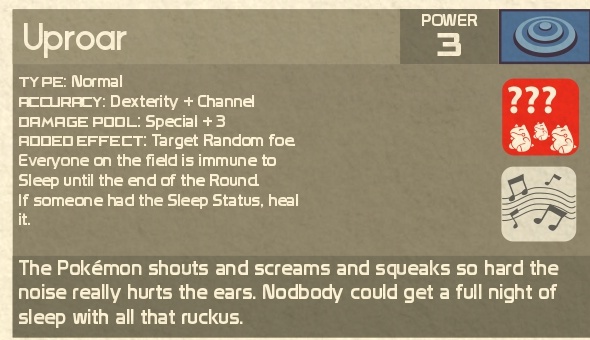 Uproar
POWER
3
TYPE: Normal
ACCURACY: Dexterity + Channel
DAMAGE POOL: Special + 3
ADDED EFFECT: Target Random foe.
Everyone on the field is immune to
Sleep until the end of the Round.
If someone had the Sleep Status, heal
it.
???
The Pokémon shouts and screams and squeaks so hard the
noise really hurts the ears. Nodbody could get a full night of
sleep with all that ruckus.